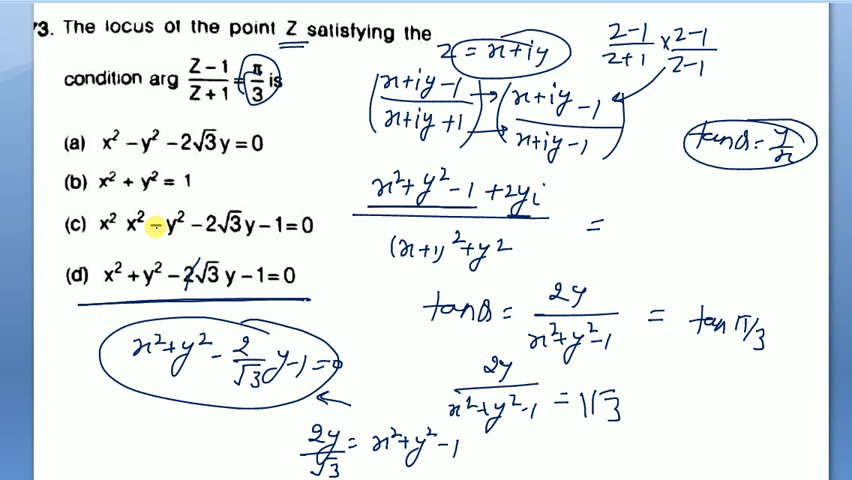 73. The locus of the point Z satisfying the
condition arg Z−1/Z+1 = π/3 is
(a) x² − y² − 2√3y = 0
(b) x² + y² = 1
(c) x² x² − y² − 2√3y − 1 = 0
(d) x² + y² − 2√3 y − 1 = 0
z = x+iy
z−1/z+1 × z−1/z−1
(x+iy−1/x+iy+1) (x+iy−1/x+iy−1)
tanθ = y/x
x²+y²−1+2yi/(x+1)²+y² =
tanθ = 2y/x²+y²−1 = tan π/3
2y/x²+y²−1 = √3
2y/√3 = x²+y²−1
x²+y²−2/√3 y−1=0